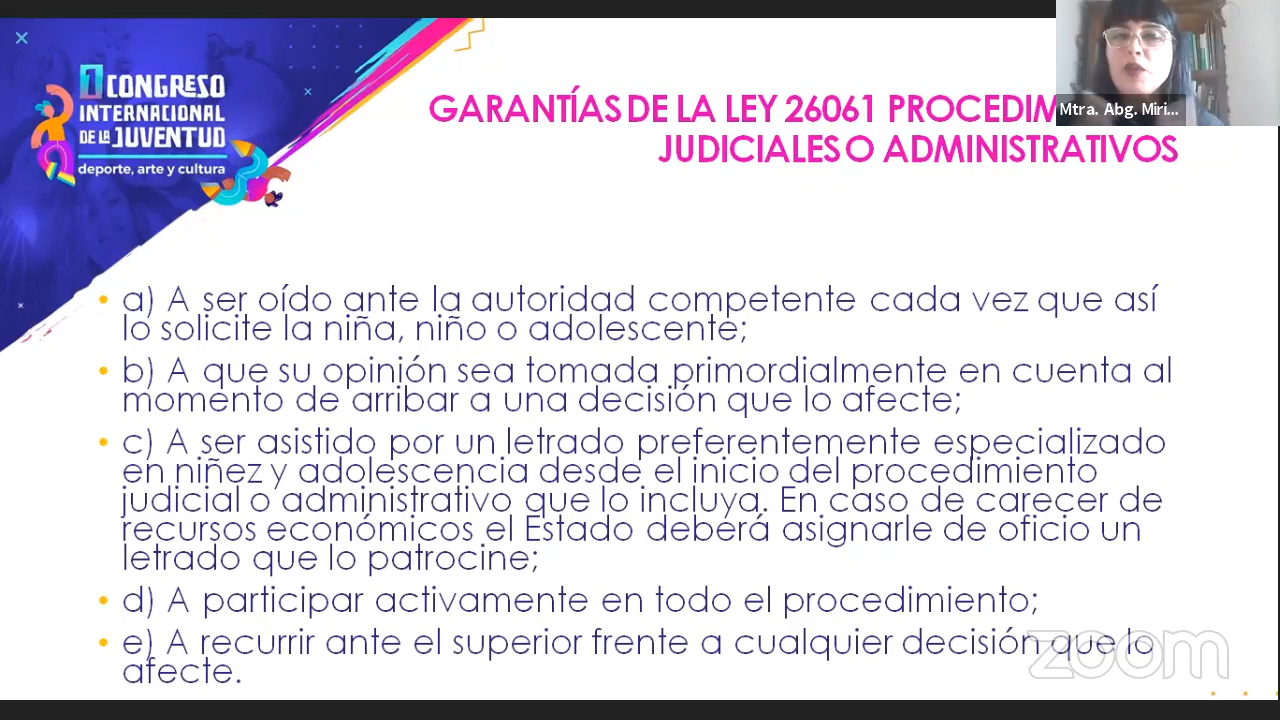 1 CONGRESO
INTERNACIONAL
DE LA JUVENTUD
deporte, arte y cultura
Mtra. Abg. Miri...
GARANTÍAS DE LA LEY 26061
JUDICIALES O ADMINISTRATIVOS
• a) A ser oído ante la autoridad competente cada vez que así
lo solicite la niña, niño o adolescente;
• b) A que su opinión sea tomada primordialmente en cuenta al
momento de arribar a una decisión que lo afecte;
• c) A ser asistido por un letrado preferentemente especializado
en niñez y adolescencia desde el inicio del procedimiento
judicial o administrativo que lo incluya. En caso de carecer de
recursos económicos el Estado deberá asignarle de oficio un
letrado que lo patrocine;
• d) A participar activamente en todo el procedimiento;
• e) A recurrir ante el superior frente a cualquier decisión que lo
afecte.
zoom